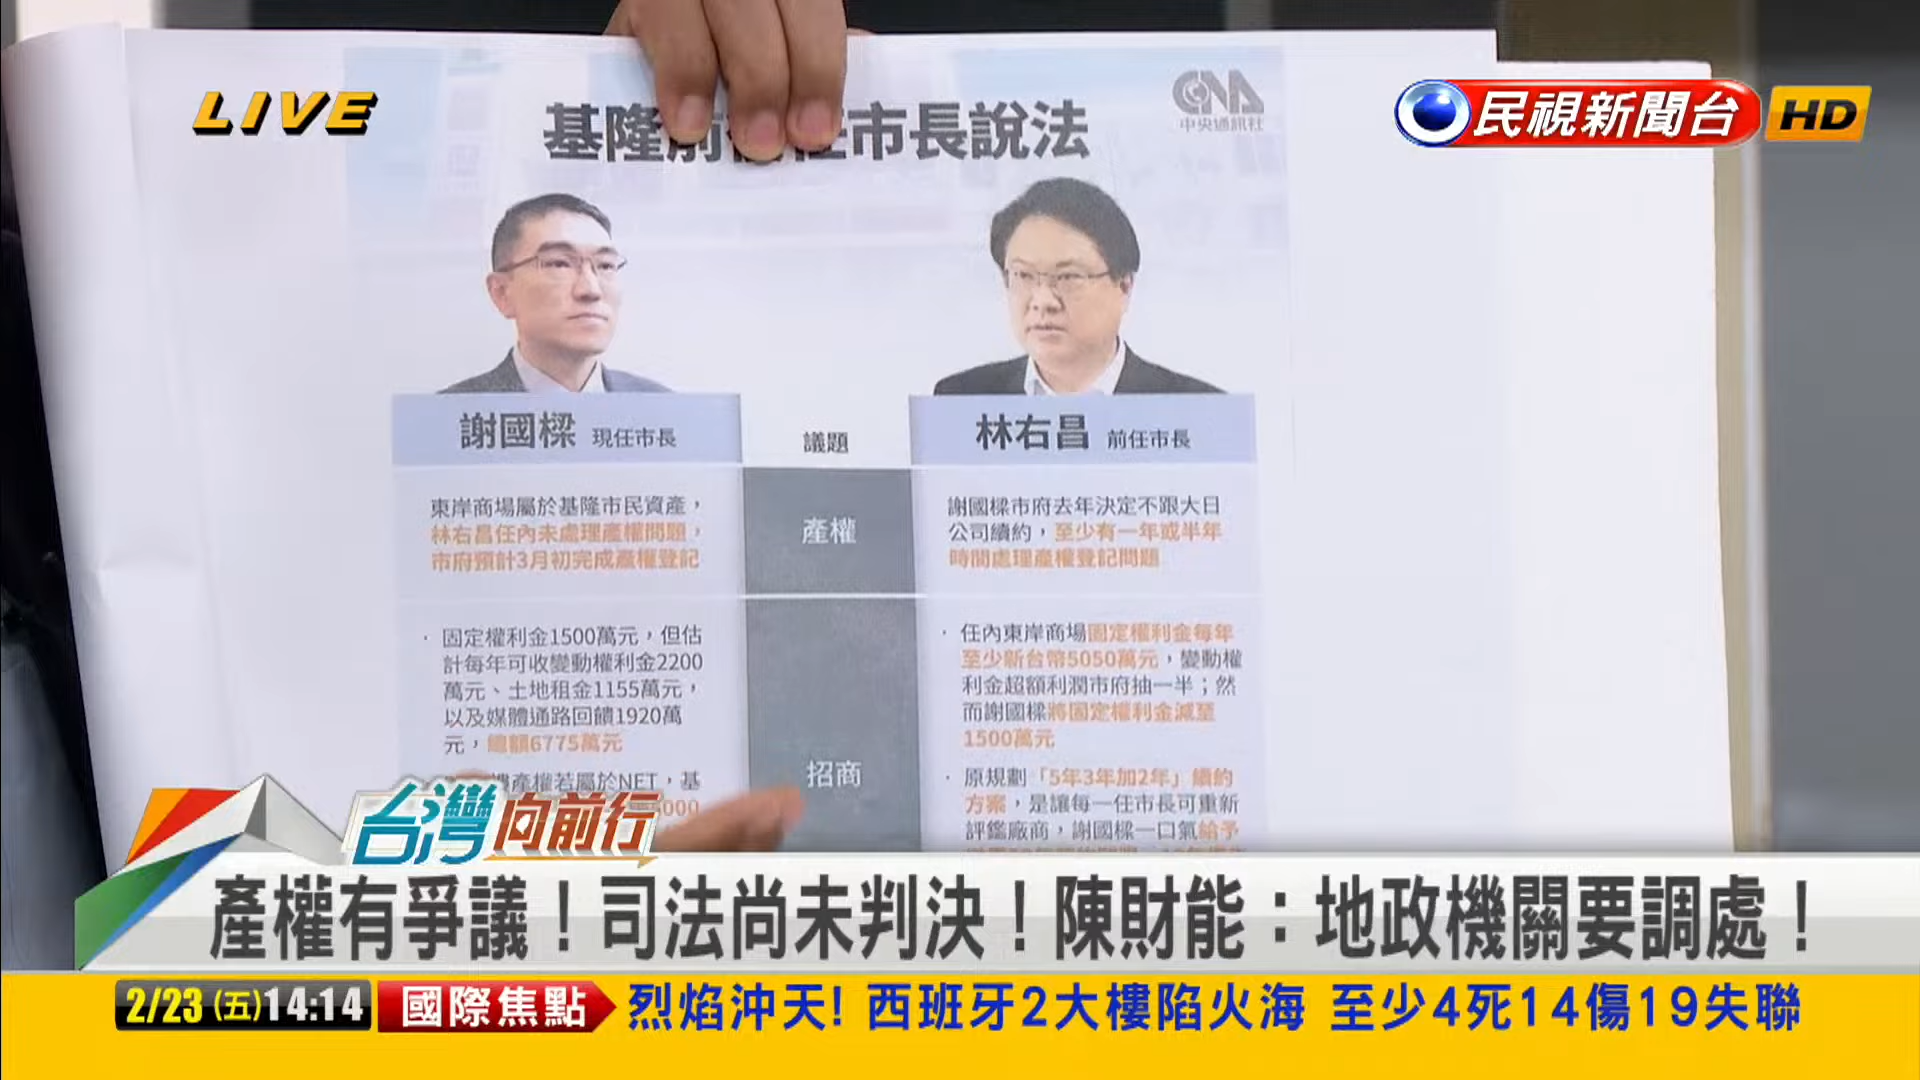 LIVE
民視新聞台 HD
CNA
中央通訊社
基隆前 任市長說法
謝國樑 現任市長
議題
林右昌 前任市長
東岸商場屬於基隆市民資產，
林右昌任內未處理產權問題，
市府預計3月初完成產權登記
產權
謝國樑市府去年決定不跟大日
公司續約，至少有一年或半年
時間處理產權登記問題
· 固定權利金1500萬元，但估
計每年可收變動權利金2200
萬元、土地租金1155萬元，
以及媒體通路回饋1920萬
元，總額6775萬元
樓產權若屬於NET，基
000
招商
· 任內東岸商場固定權利金每年
至少新台幣5050萬元，變動權
利金超額利潤市府抽一半；然
而謝國樑將固定權利金減至
1500萬元
· 原規劃「5年3年加2年」續約
方案，是讓每一任市長可重新
評鑑廠商，謝國樑一口氣給予
台灣向前行
產權有爭議！司法尚未判決！陳財能：地政機關要調處！
2/23(五)14:14 國際焦點 烈焰沖天! 西班牙2大樓陷火海 至少4死14傷19失聯